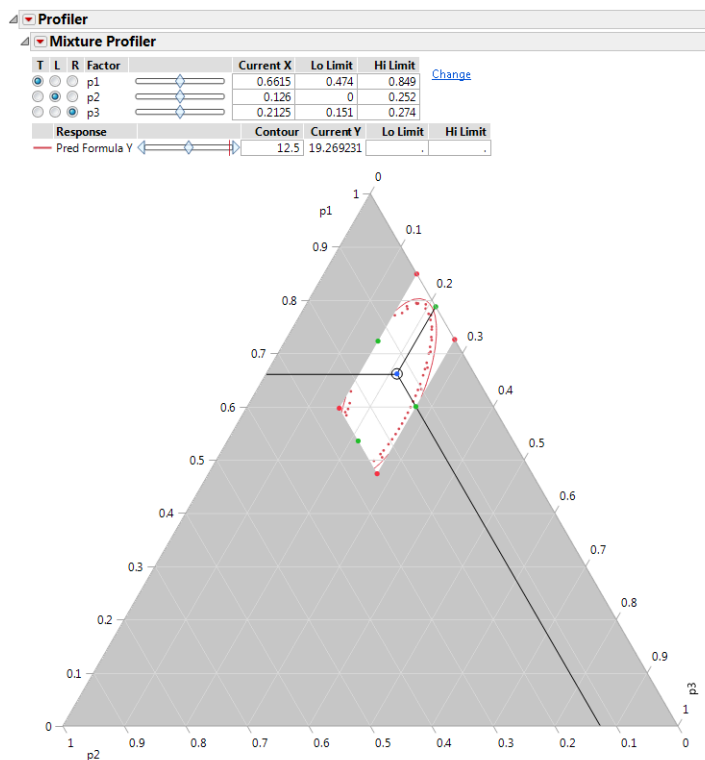 Profiler
Mixture Profiler
T L R Factor Current X Lo Limit Hi Limit
p1 0.6615 0.474 0.849 Change
p2 0.126 0 0.252
p3 0.2125 0.151 0.274
Response Contour Current Y Lo Limit Hi Limit
Pred Formula Y 12.5 19.269231 . .
0
1
p1
0.1
0.9
0.2
0.8
0.3
0.7
0.4
0.6
0.5
0.5
0.6
0.4
0.7
0.3
0.8
0.2
0.9
0.1
p3
1
0
1 0.9 0.8 0.7 0.6 0.5 0.4 0.3 0.2 0.1 0
p2